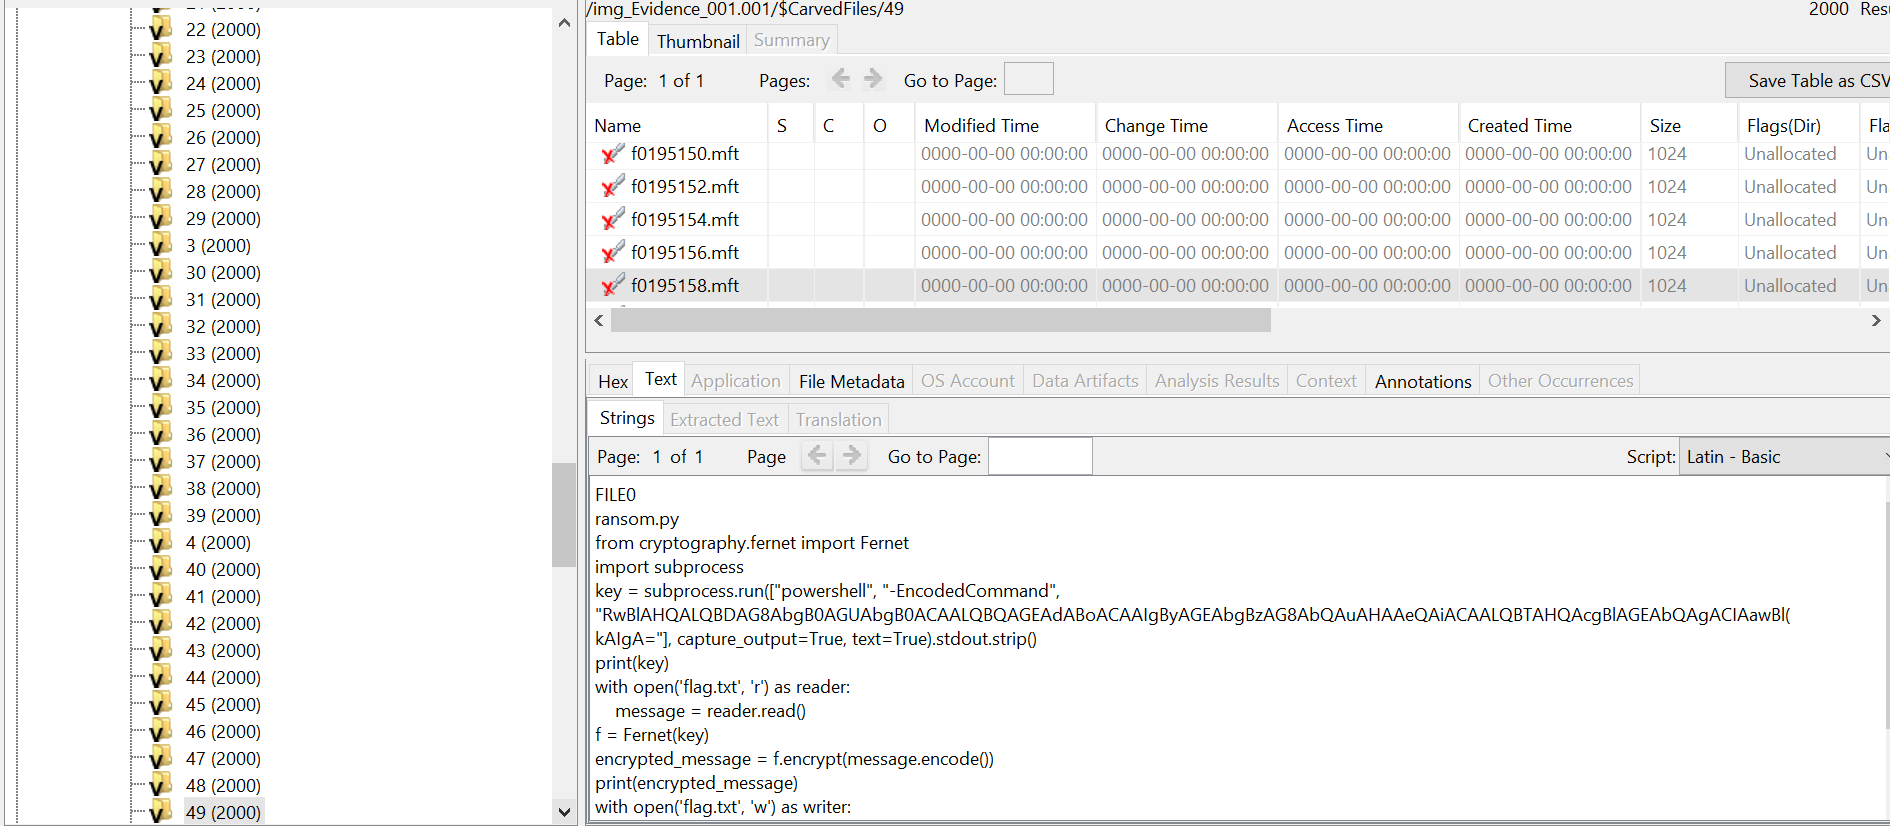 22 (2000)
23 (2000)
24 (2000)
25 (2000)
26 (2000)
27 (2000)
28 (2000)
29 (2000)
3 (2000)
30 (2000)
31 (2000)
32 (2000)
33 (2000)
34 (2000)
35 (2000)
36 (2000)
37 (2000)
38 (2000)
39 (2000)
4 (2000)
40 (2000)
41 (2000)
42 (2000)
43 (2000)
44 (2000)
45 (2000)
46 (2000)
47 (2000)
48 (2000)
49 (2000)
/img_Evidence_001.001/$CarvedFiles/49 2000 Resu
Table Thumbnail Summary
Page: 1 of 1 Pages: Go to Page: Save Table as CSV
Name S C O Modified Time Change Time Access Time Created Time Size Flags(Dir) Fla
f0195150.mft 0000-00-00 00:00:00 0000-00-00 00:00:00 0000-00-00 00:00:00 0000-00-00 00:00:00 1024 Unallocated Un
f0195152.mft 0000-00-00 00:00:00 0000-00-00 00:00:00 0000-00-00 00:00:00 0000-00-00 00:00:00 1024 Unallocated Un
f0195154.mft 0000-00-00 00:00:00 0000-00-00 00:00:00 0000-00-00 00:00:00 0000-00-00 00:00:00 1024 Unallocated Un
f0195156.mft 0000-00-00 00:00:00 0000-00-00 00:00:00 0000-00-00 00:00:00 0000-00-00 00:00:00 1024 Unallocated Un
f0195158.mft 0000-00-00 00:00:00 0000-00-00 00:00:00 0000-00-00 00:00:00 0000-00-00 00:00:00 1024 Unallocated Un
Hex Text Application File Metadata OS Account Data Artifacts Analysis Results Context Annotations Other Occurrences
Strings Extracted Text Translation
Page: 1 of 1 Page Go to Page: Script: Latin - Basic
FILE0
ransom.py
from cryptography.fernet import Fernet
import subprocess
key = subprocess.run(["powershell", "-EncodedCommand",
"RwBlAHQALQBDAG8AbgB0AGUAbgB0ACAALQBQAGEAdABoACAAIgByAGEAbgBzAG8AbQAuAHAAeQAiACAALQBTAHQAcgBlAGEAbQAgACIAawBl(
kAIgA="], capture_output=True, text=True).stdout.strip()
print(key)
with open('flag.txt', 'r') as reader:
message = reader.read()
f = Fernet(key)
encrypted_message = f.encrypt(message.encode())
print(encrypted_message)
with open('flag.txt', 'w') as writer: